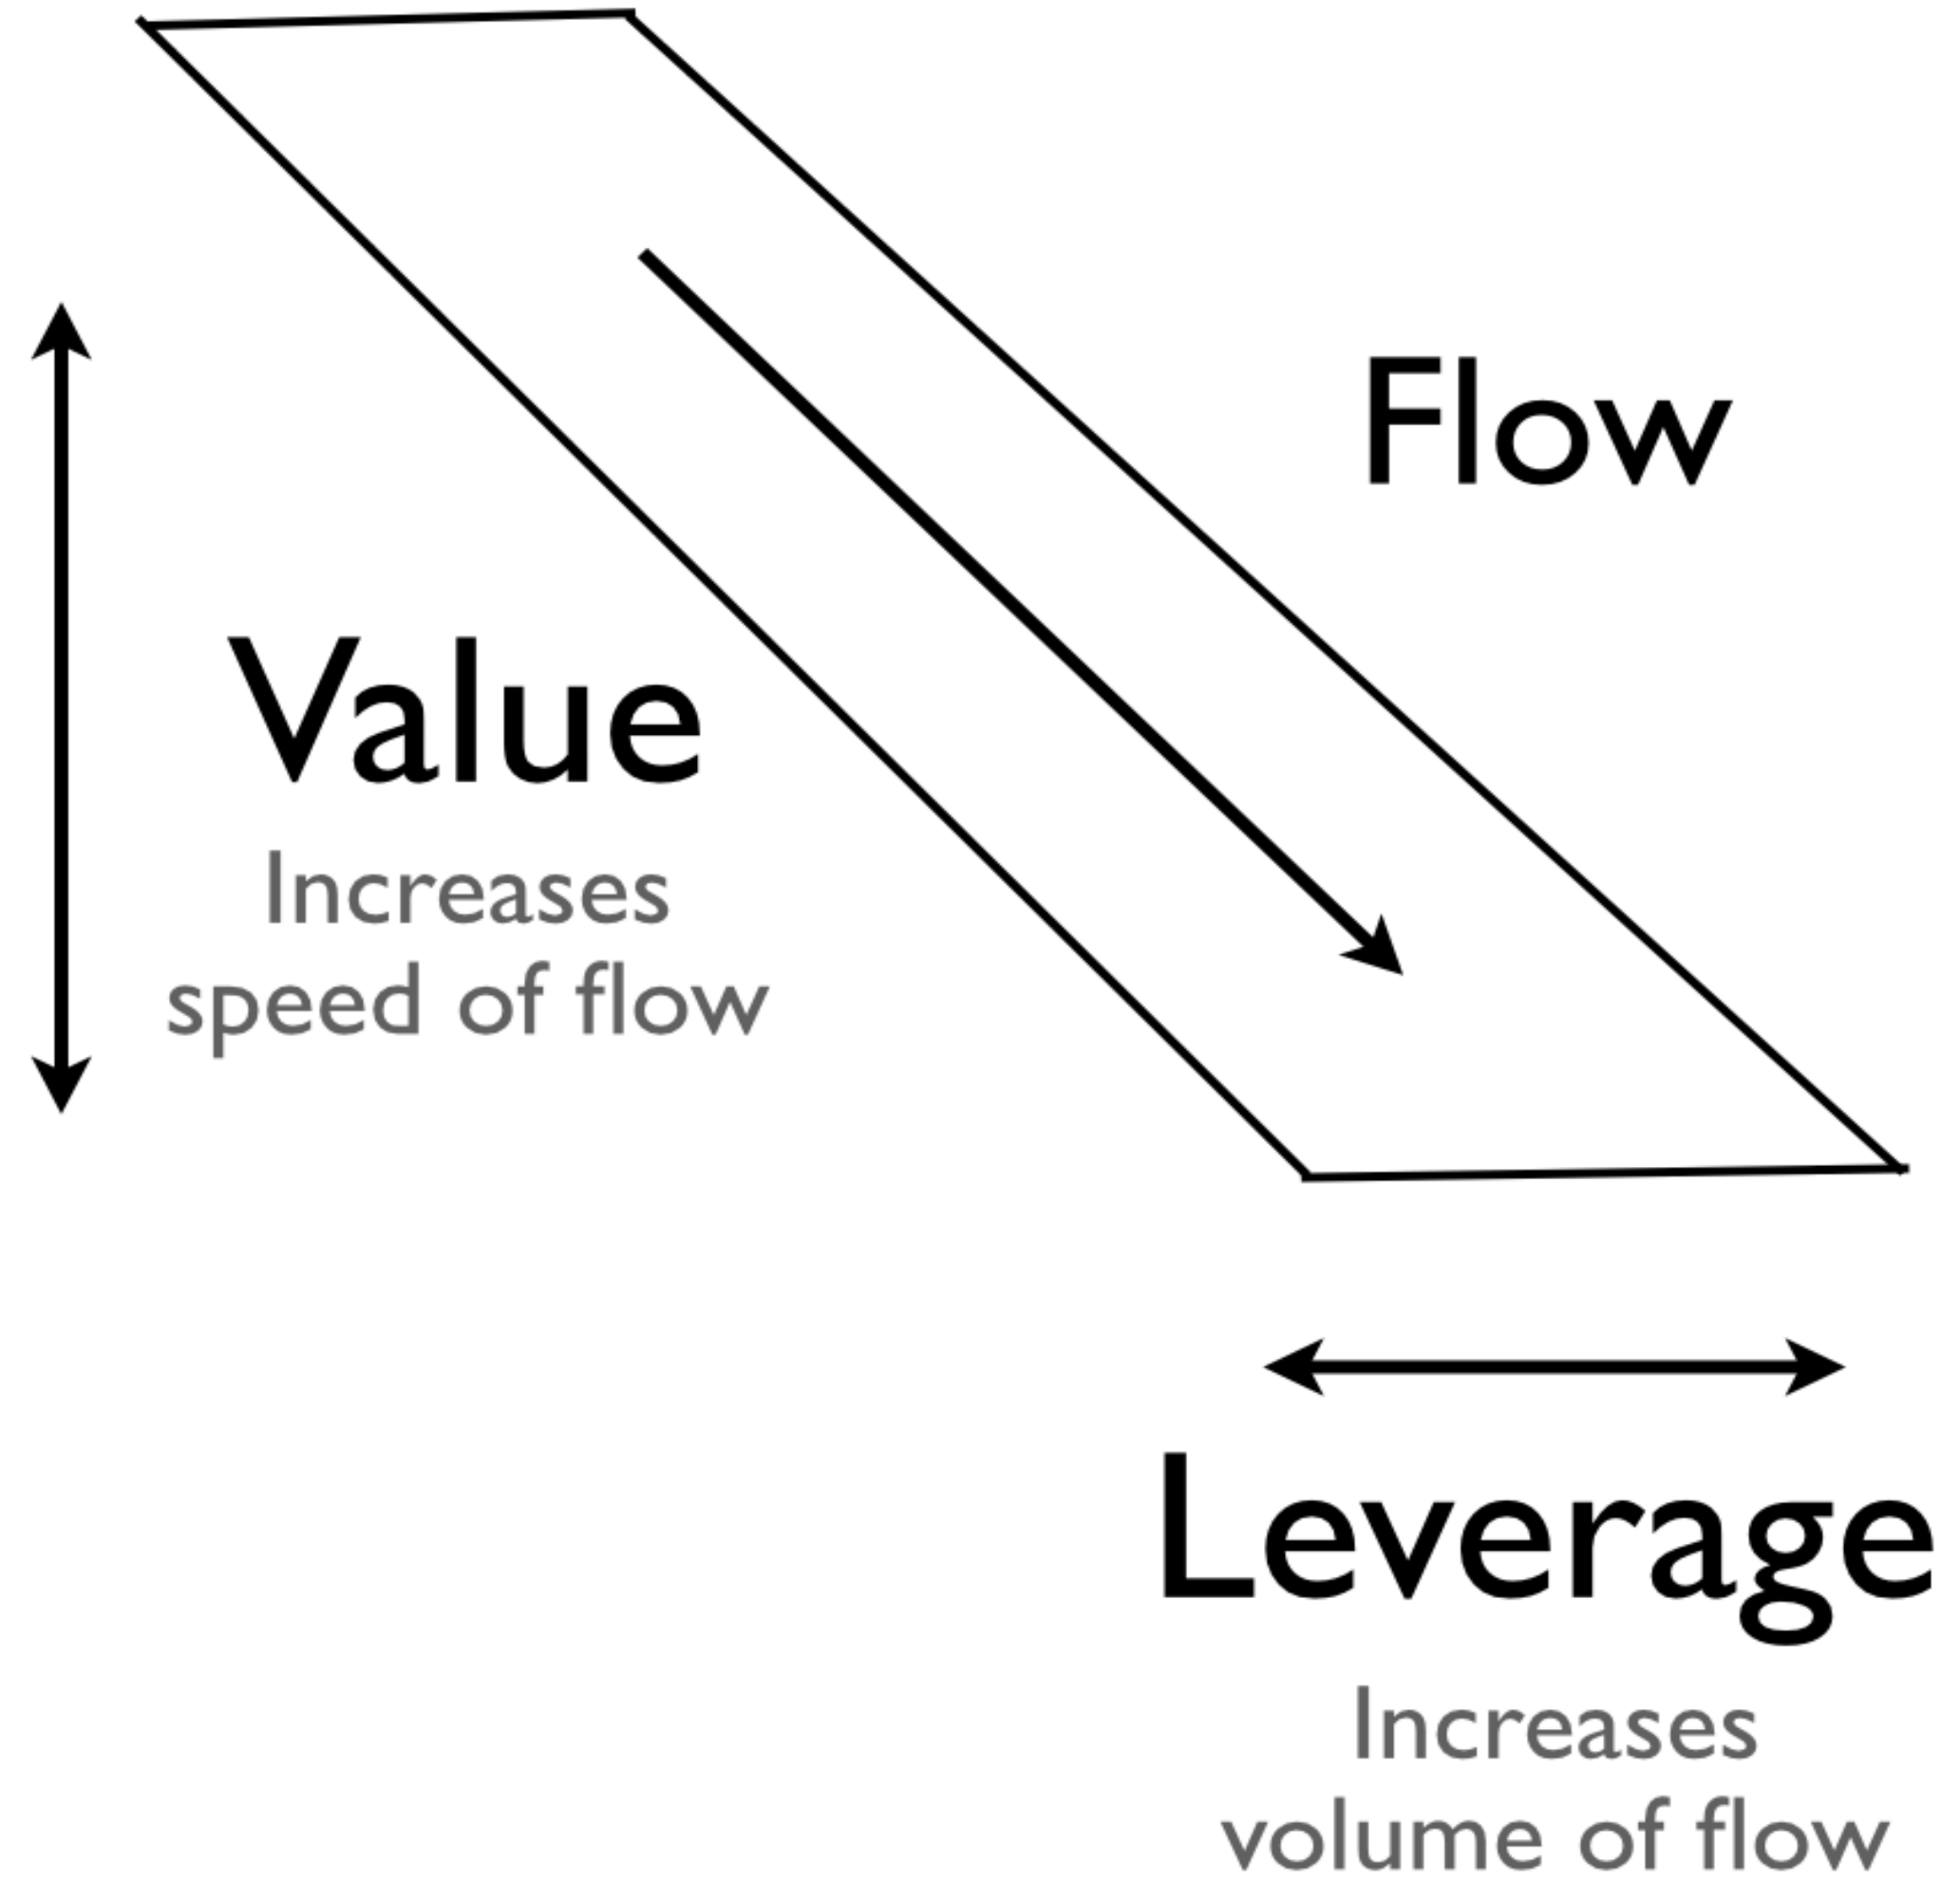 Flow
Value
Increases
speed of flow
Leverage
Increases
volume of flow